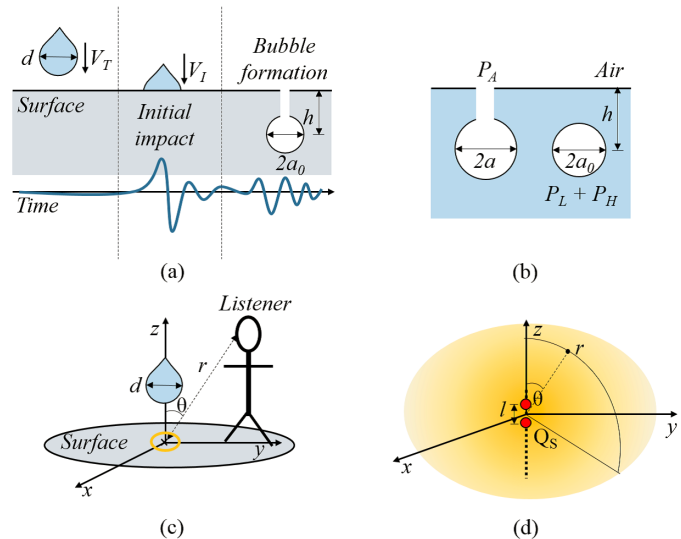 d
V_T
V_I
Bubble
formation
Surface
Initial
impact
h
2a_0
Time
(a)
P_A
Air
h
2a
2a_0
P_L + P_H
(b)
Listener
z
r
d
θ
Surface
y
x
(c)
z
r
θ
l
Q_S
y
x
(d)